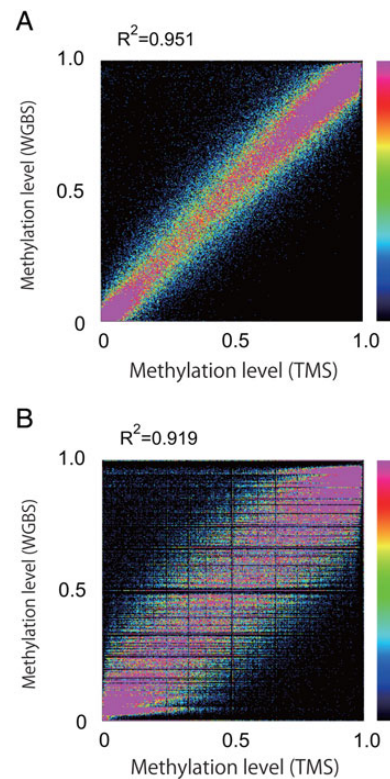 A
R²=0.951
1.0
Methylation level (WGBS)
0.5
0
0
0.5
1.0
Methylation level (TMS)
B
R²=0.919
1.0
Methylation level (WGBS)
0.5
0
0
0.5
1.0
Methylation level (TMS)